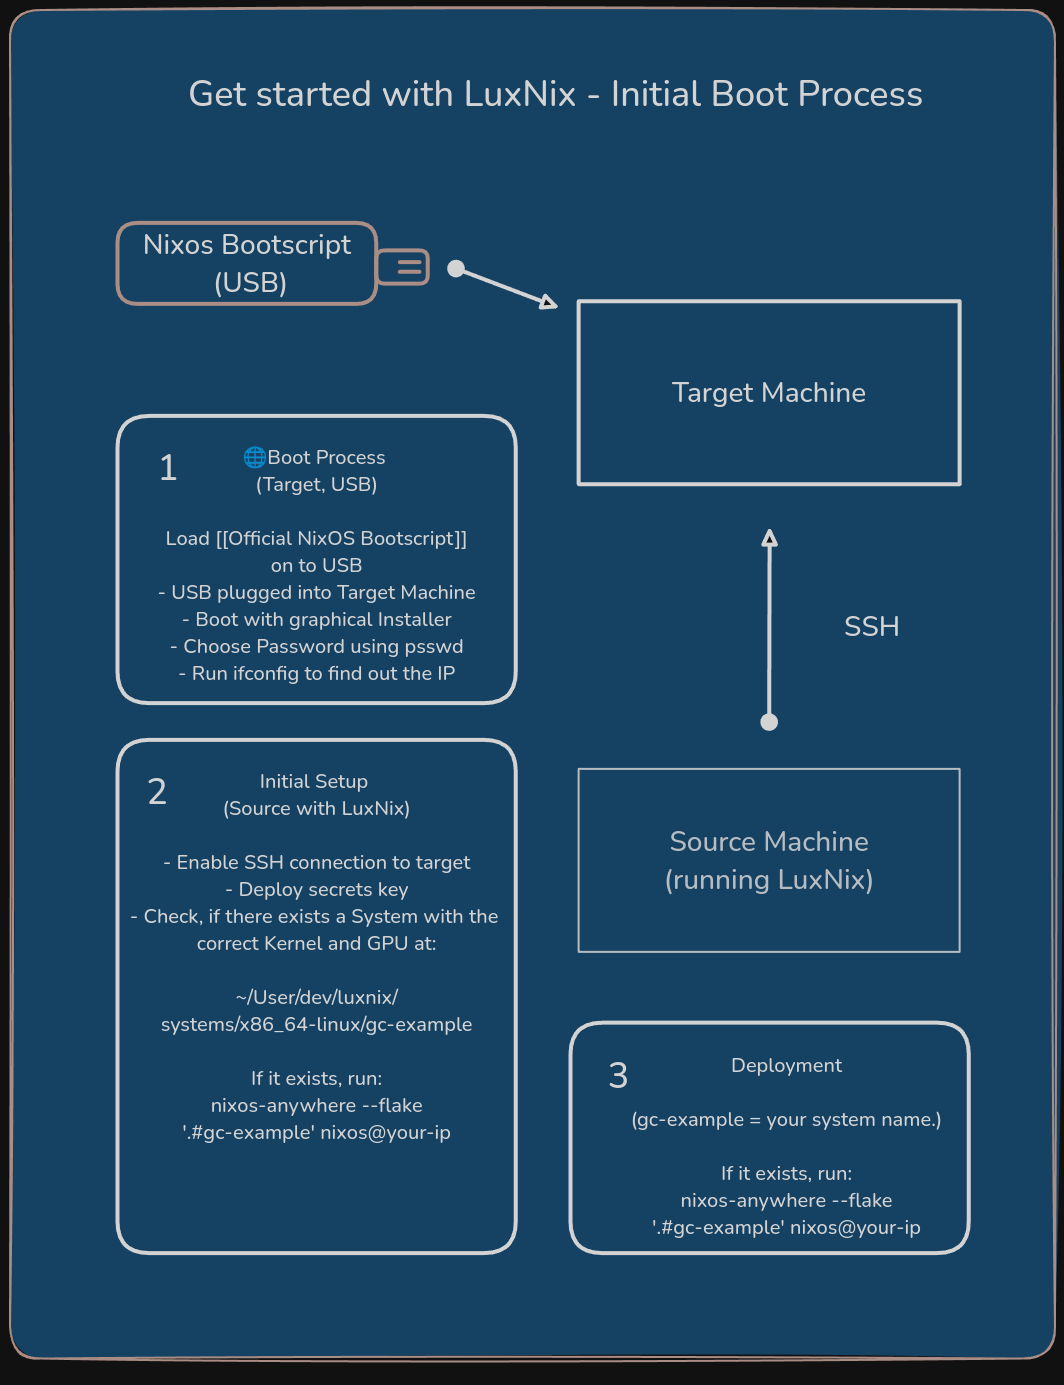 Get started with LuxNix - Initial Boot Process
Nixos Bootscript
(USB)
Target Machine
1
🌐Boot Process
(Target, USB)
Load [[Official NixOS Bootscript]]
on to USB
- USB plugged into Target Machine
- Boot with graphical Installer
- Choose Password using psswd
- Run ifconfig to find out the IP
SSH
2
Initial Setup
(Source with LuxNix)
- Enable SSH connection to target
- Deploy secrets key
- Check, if there exists a System with the
correct Kernel and GPU at:
~/User/dev/luxnix/
systems/x86_64-linux/gc-example
If it exists, run:
nixos-anywhere --flake
'.#gc-example' nixos@your-ip
Source Machine
(running LuxNix)
3
Deployment
(gc-example = your system name.)
If it exists, run:
nixos-anywhere --flake
'.#gc-example' nixos@your-ip